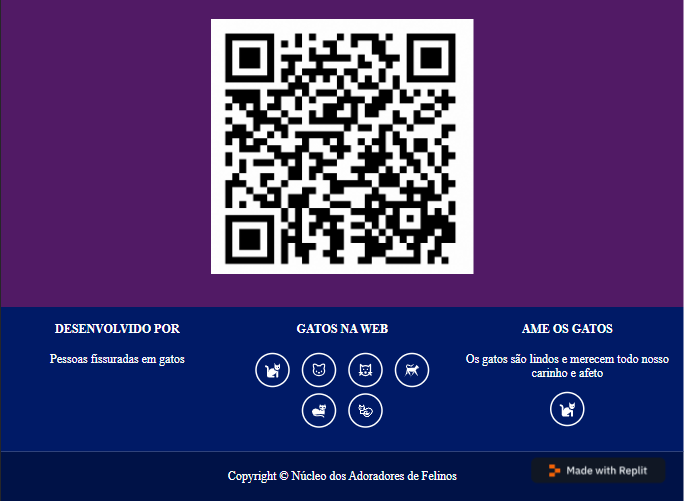 DESENVOLVIDO POR
Pessoas fissuradas em gatos
GATOS NA WEB
AME OS GATOS
Os gatos são lindos e merecem todo nosso
carinho e afeto
Copyright © Núcleo dos Adoradores de Felinos
Made with Replit